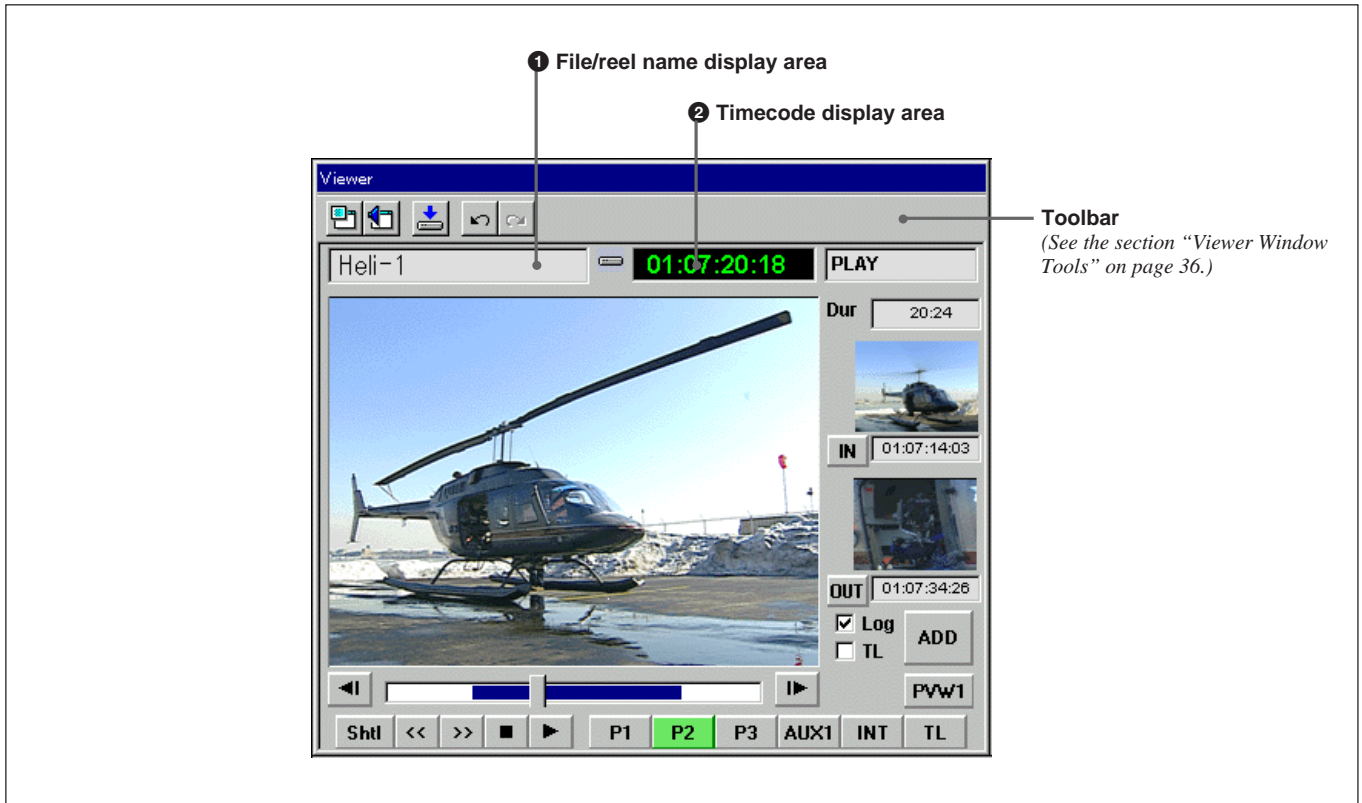 ❶ File/reel name display area
❷ Timecode display area
Viewer
Toolbar
(See the section “Viewer Window
Tools” on page 36.)
Heli-1
01:07:20:18
PLAY
Dur 20:24
IN 01:07:14:03
OUT 01:07:34:26
Log
TL
ADD
PVW1
Shtl << >> P1 P2 P3 AUX1 INT TL